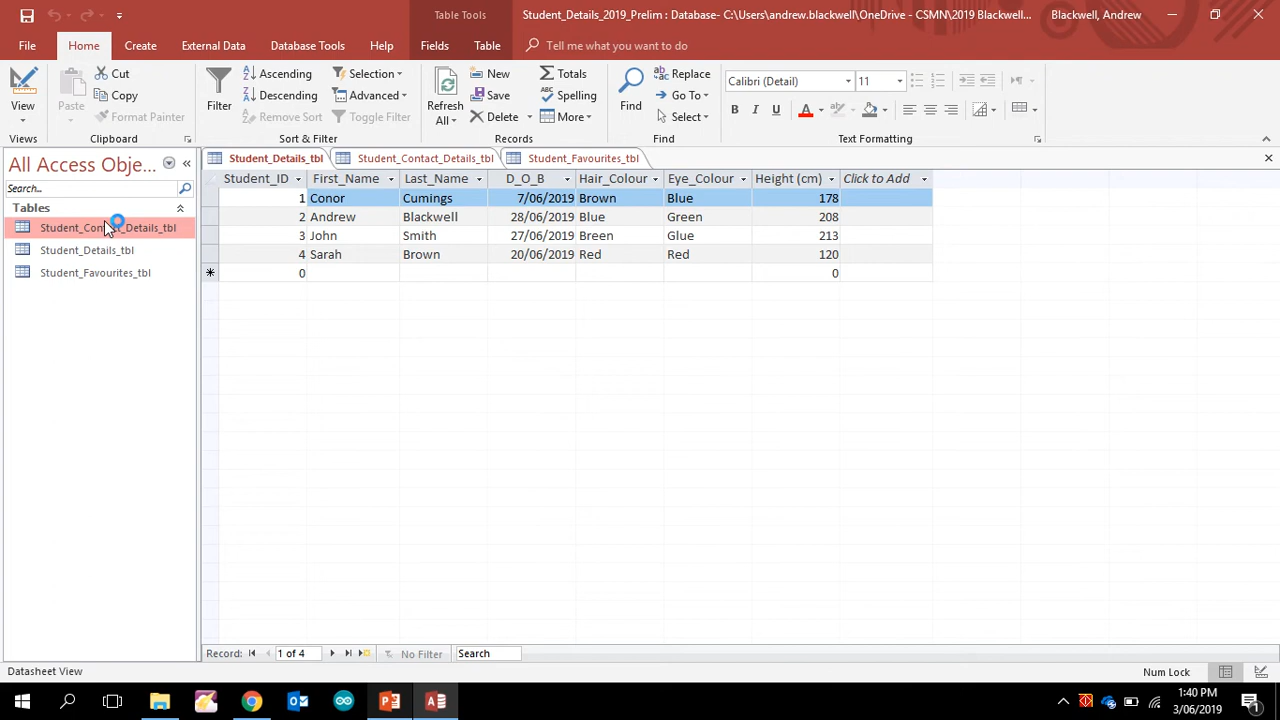 Table Tools
Student_Details_2019_Prelim : Database- C:\Users\andrew.blackwell\OneDrive - CSMN\2019 Blackwell...
Blackwell, Andrew
File Home Create External Data Database Tools Help Fields Table Tell me what you want to do
View
Views
Paste
Cut
Copy
Format Painter
Clipboard
Filter
Ascending
Descending
Remove Sort
Selection
Advanced
Toggle Filter
Sort & Filter
Refresh
All
New
Save
Delete
Totals
Spelling
More
Records
Find
Replace
Go To
Select
Find
Calibri (Detail) 11
B I U A
Text Formatting
All Access Obje...
Search...
Tables
Student_Contact_Details_tbl
Student_Details_tbl
Student_Favourites_tbl
Student_Details_tbl Student_Contact_Details_tbl Student_Favourites_tbl
Student_ID First_Name Last_Name D_O_B Hair_Colour Eye_Colour Height (cm) Click to Add
1 Conor Cumings 7/06/2019 Brown Blue 178
2 Andrew Blackwell 28/06/2019 Blue Green 208
3 John Smith 27/06/2019 Breen Glue 213
4 Sarah Brown 20/06/2019 Red Red 120
* 0 0
Record: 1 of 4 No Filter Search
Datasheet View
Num Lock
1:40 PM
3/06/2019
1